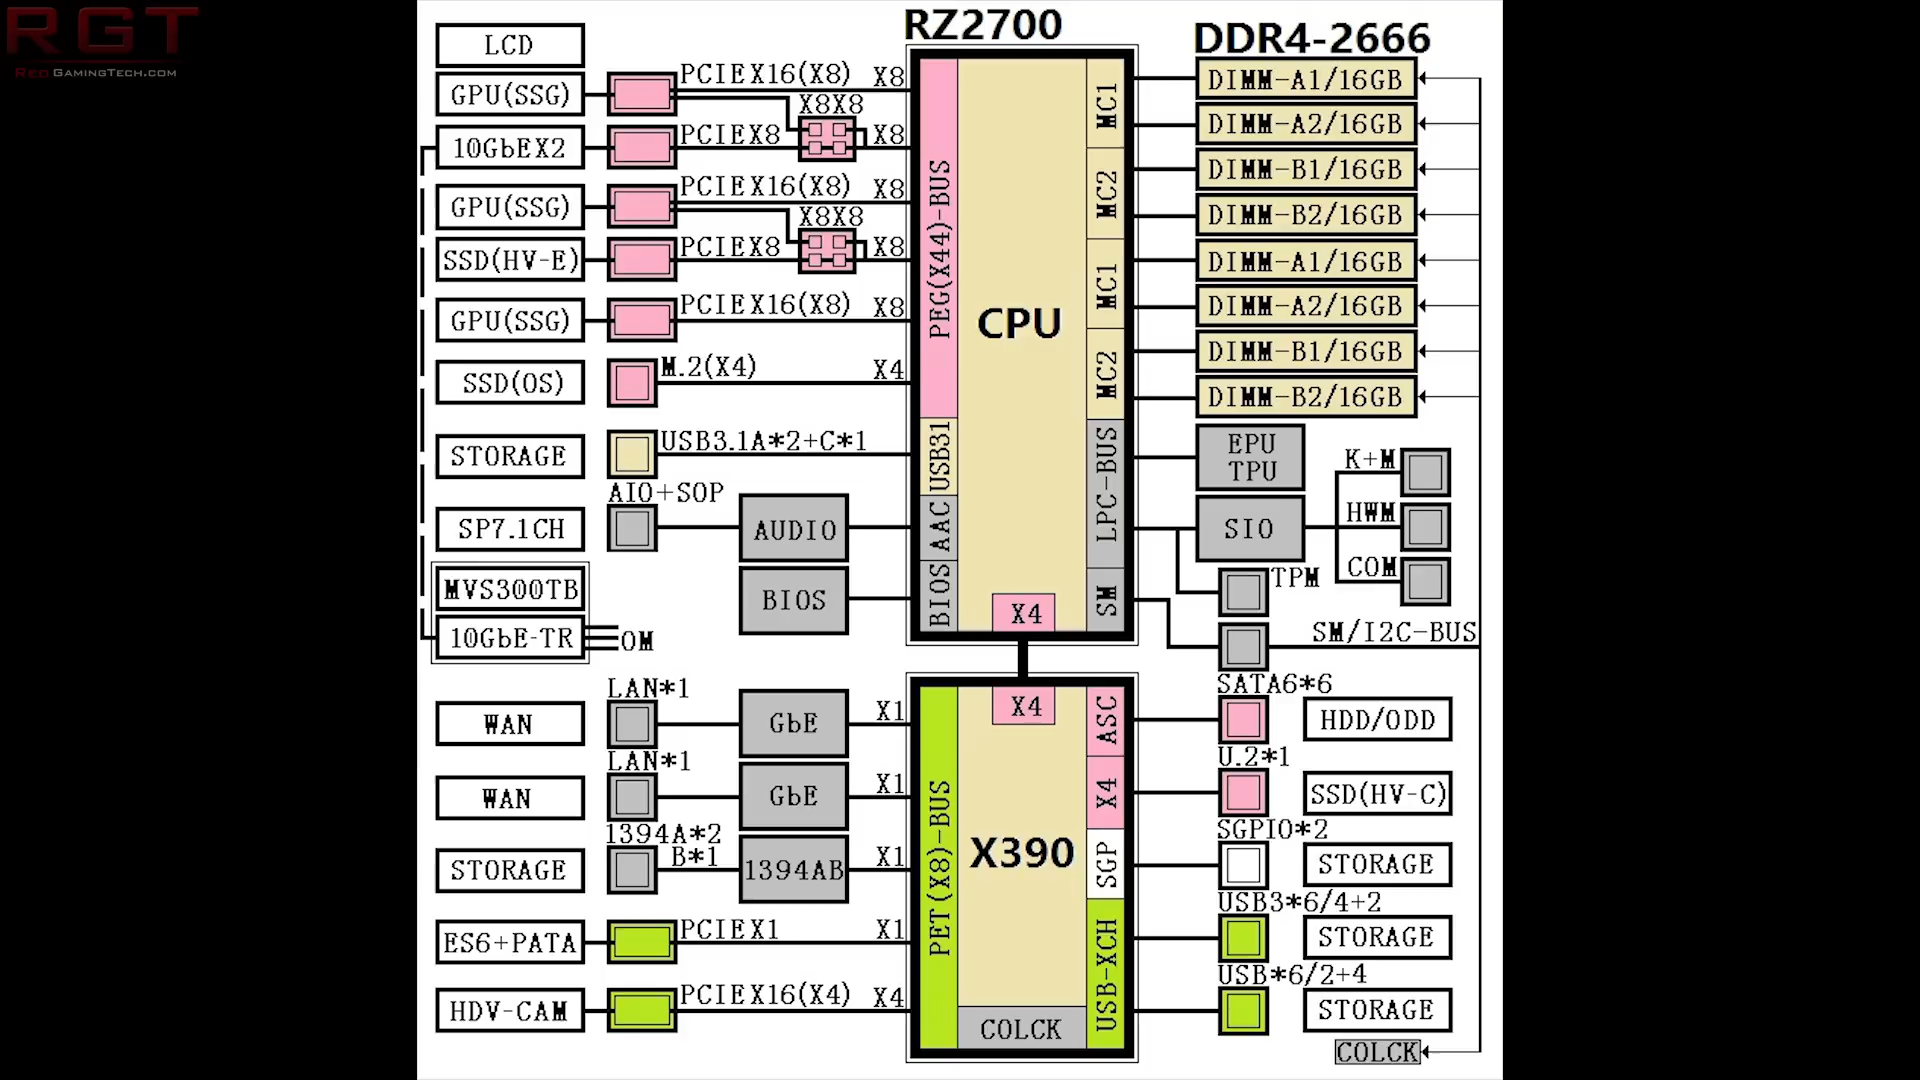 RGT
RedGamingTech.com
RZ2700
DDR4-2666
LCD
GPU(SSG)
PCIEX16(X8)
X8
X8X8
10GbEX2
PCIEX8
X8
GPU(SSG)
PCIEX16(X8)
X8
X8X8
SSD(HV-E)
PCIEX8
X8
GPU(SSG)
PCIEX16(X8)
X8
SSD(OS)
M.2(X4)
X4
STORAGE
USB3.1A*2+C*1
AIO+SOP
SP7.1CH
AUDIO
MVS300TB
BIOS
10GbE-TR
OM
PEG(X44)-BUS
USB31
AAC
BIOS
CPU
X4
MC1
MC2
MC1
MC2
LPC-BUS
SM
DIMM-A1/16GB
DIMM-A2/16GB
DIMM-B1/16GB
DIMM-B2/16GB
DIMM-A1/16GB
DIMM-A2/16GB
DIMM-B1/16GB
DIMM-B2/16GB
EPU
TPU
SIO
K+M
HWM
COM
TPM
SM/I2C-BUS
LAN*1
WAN
GbE
X1
LAN*1
WAN
GbE
X1
1394A*2
B*1
STORAGE
1394AB
X1
ES6+PATA
PCIEX1
X1
HDV-CAM
PCIEX16(X4)
X4
PET(X8)-BUS
X4
X390
COLCK
ASC
X4
SGP
USB-XCH
SATA6*6
HDD/ODD
U.2*1
SSD(HV-C)
SGPIO*2
STORAGE
USB3*6/4+2
STORAGE
USB*6/2+4
STORAGE
COLCK